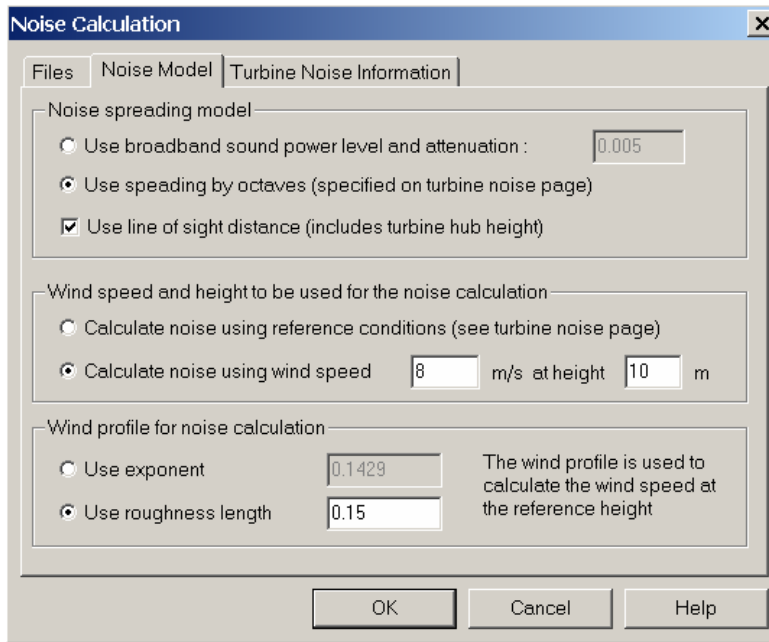 Noise Calculation
Files
Noise Model
Turbine Noise Information
Noise spreading model
Use broadband sound power level and attenuation : 0.005
Use speading by octaves (specified on turbine noise page)
Use line of sight distance (includes turbine hub height)
Wind speed and height to be used for the noise calculation
Calculate noise using reference conditions (see turbine noise page)
Calculate noise using wind speed 8 m/s at height 10 m
Wind profile for noise calculation
Use exponent 0.1429
Use roughness length 0.15
The wind profile is used to
calculate the wind speed at
the reference height
OK
Cancel
Help